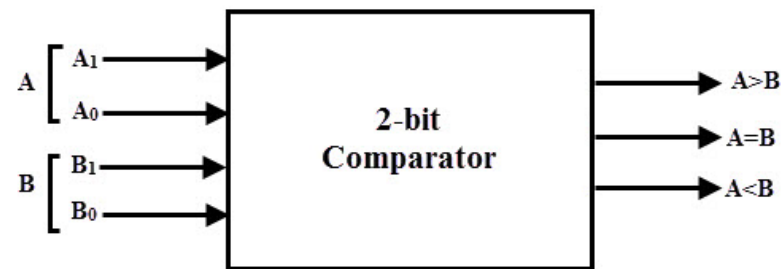 A
A₁
A₀
B
B₁
B₀
2-bit
Comparator
A>B
A=B
A<B